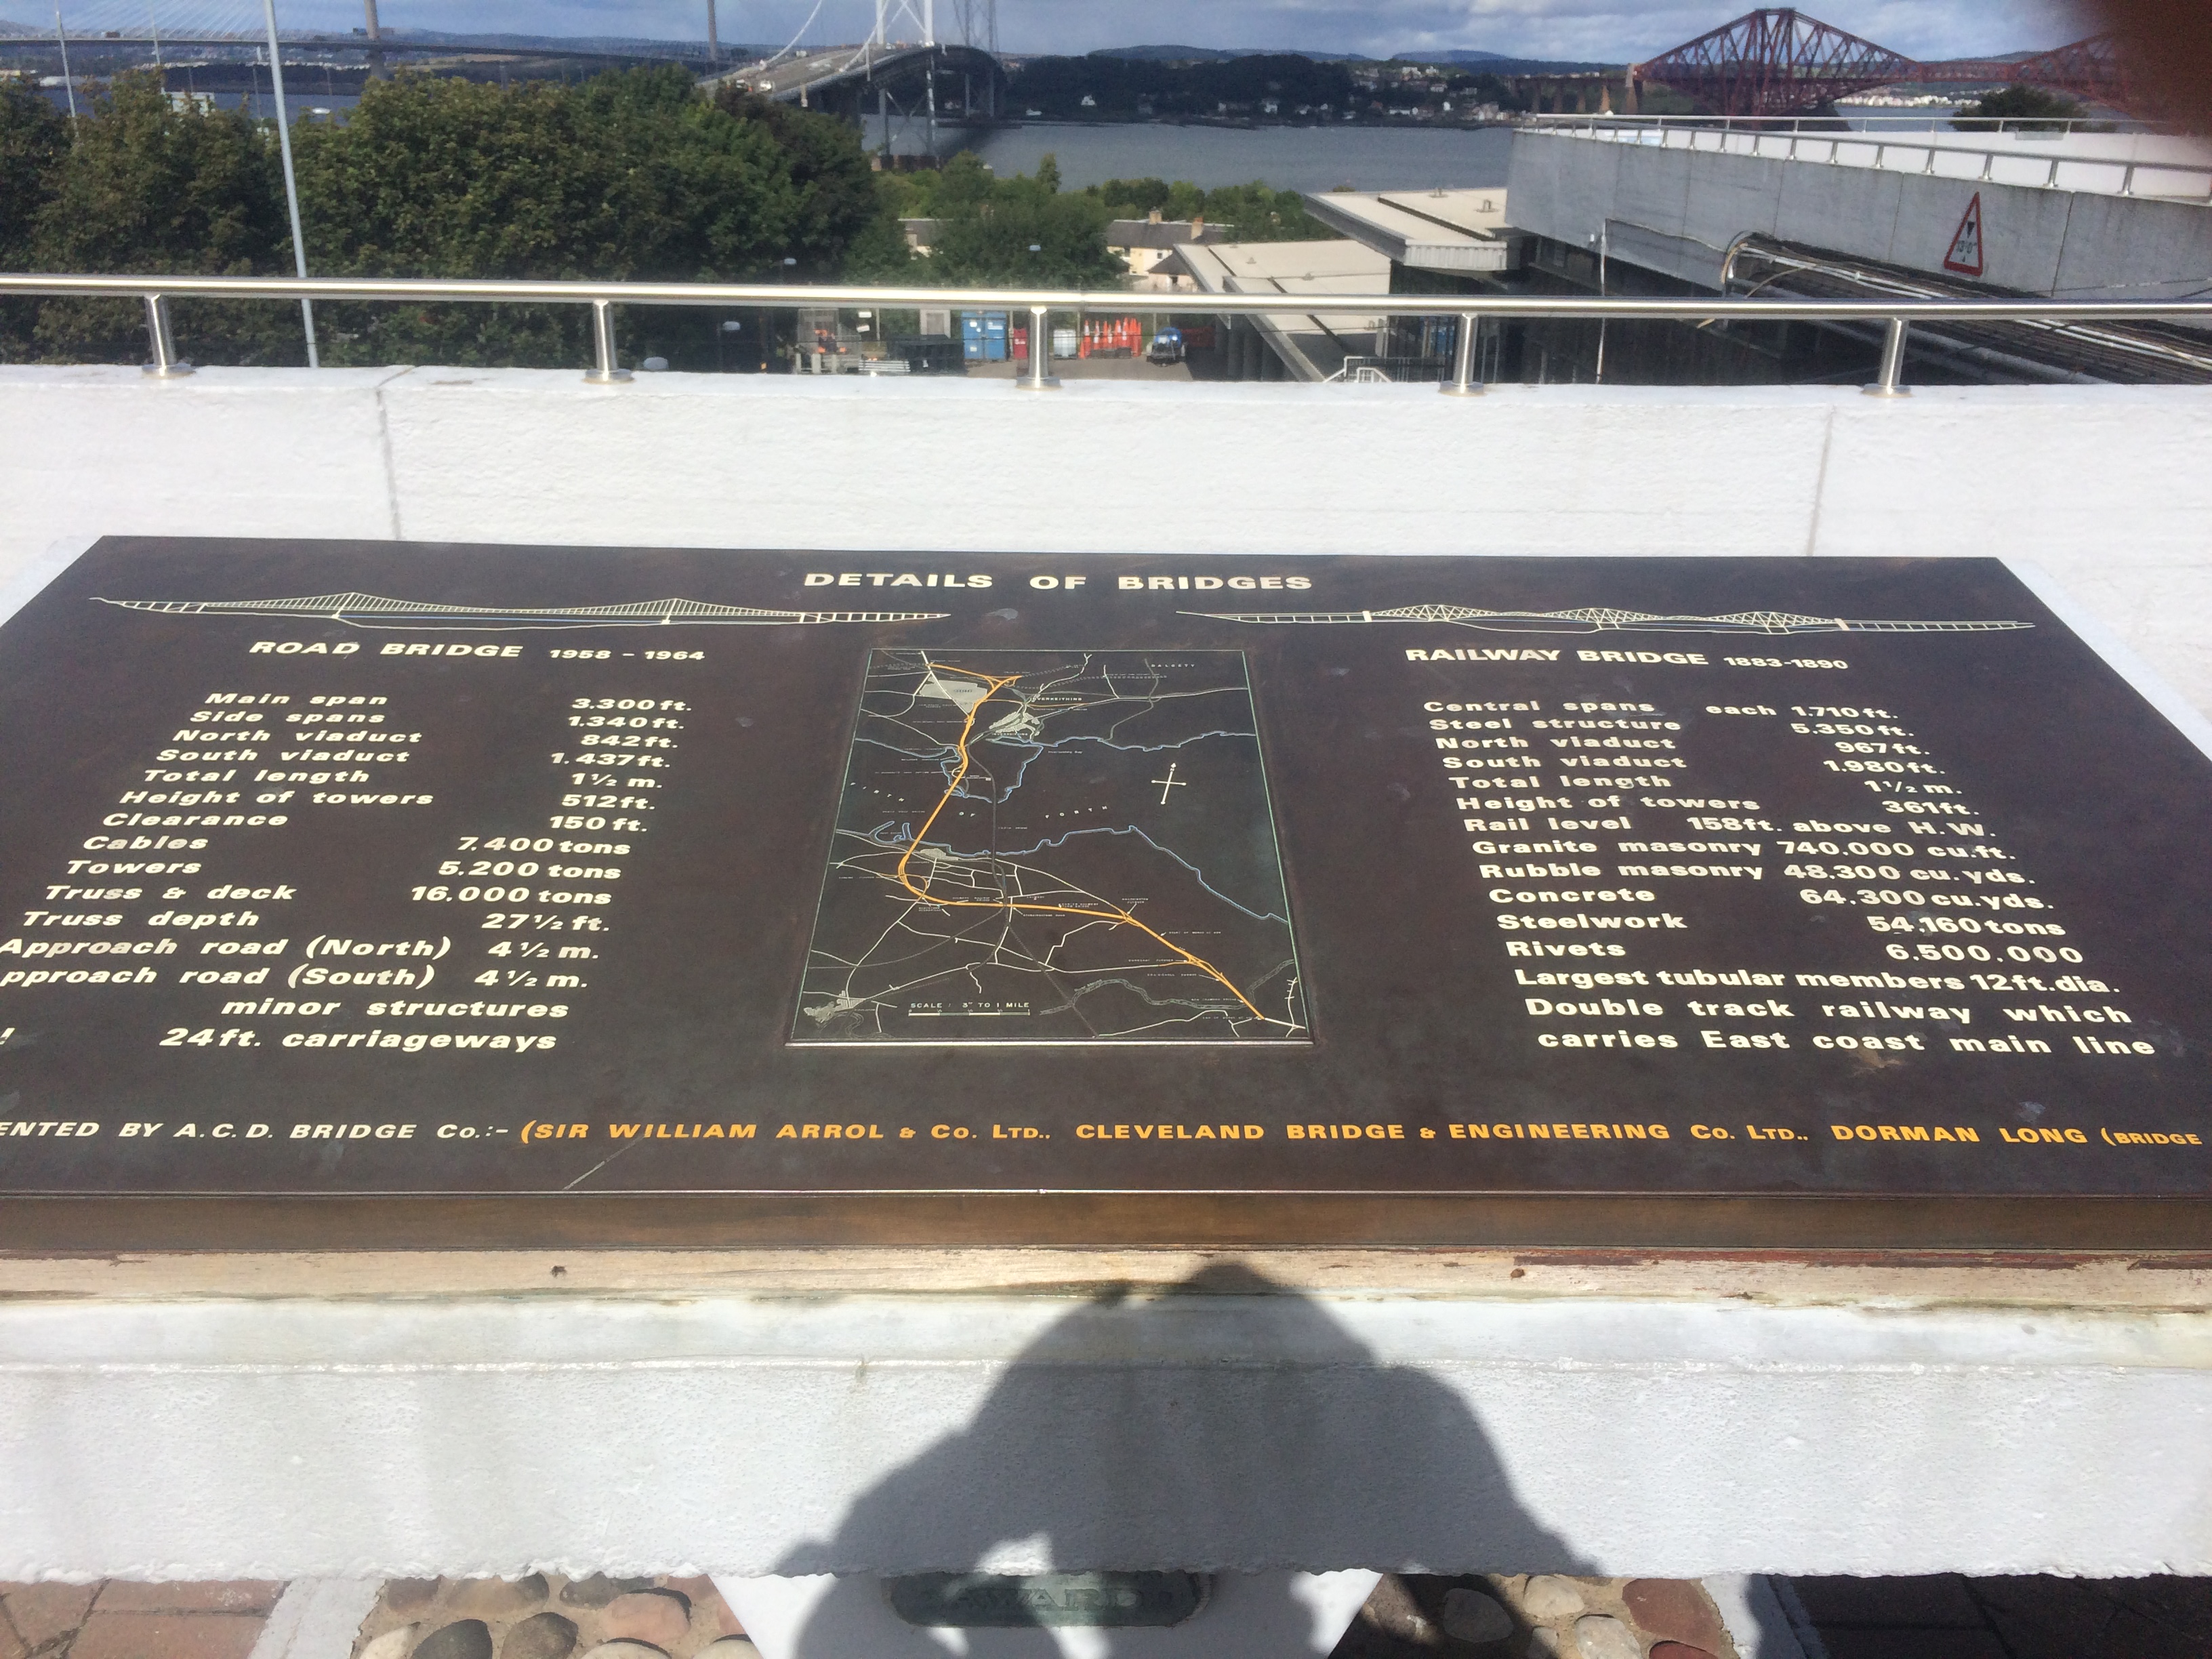 DETAILS OF BRIDGES
ROAD BRIDGE 1958 - 1964
Main span 3.300 ft.
Side spans 1.340 ft.
North viaduct 842 ft.
South viaduct 1.437 ft.
Total length 1½ m.
Height of towers 512 ft.
Clearance 150 ft.
Cables 7.400 tons
Towers 5.200 tons
Truss & deck 16.000 tons
Truss depth 27½ ft.
Approach road (North) 4½ m.
pproach road (South) 4½ m.
minor structures
24 ft. carriageways
SCALE : 3" TO 1 MILE
RAILWAY BRIDGE 1883-1890
Central spans each 1.710 ft.
Steel structure 5.350 ft.
North viaduct 967 ft.
South viaduct 1.980 ft.
Total length 1½ m.
Height of towers 361 ft.
Rail level 158 ft. above H.W.
Granite masonry 740.000 cu.ft.
Rubble masonry 48.300 cu.yds.
Concrete 64.300 cu.yds.
Steelwork 54.160 tons
Rivets 6.500.000
Largest tubular members 12 ft. dia.
Double track railway which
carries East coast main line
ENTED BY A.C.D. BRIDGE Co.:- (SIR WILLIAM ARROL & Co. LTD., CLEVELAND BRIDGE & ENGINEERING Co. LTD., DORMAN LONG (BRIDGE
AWARD